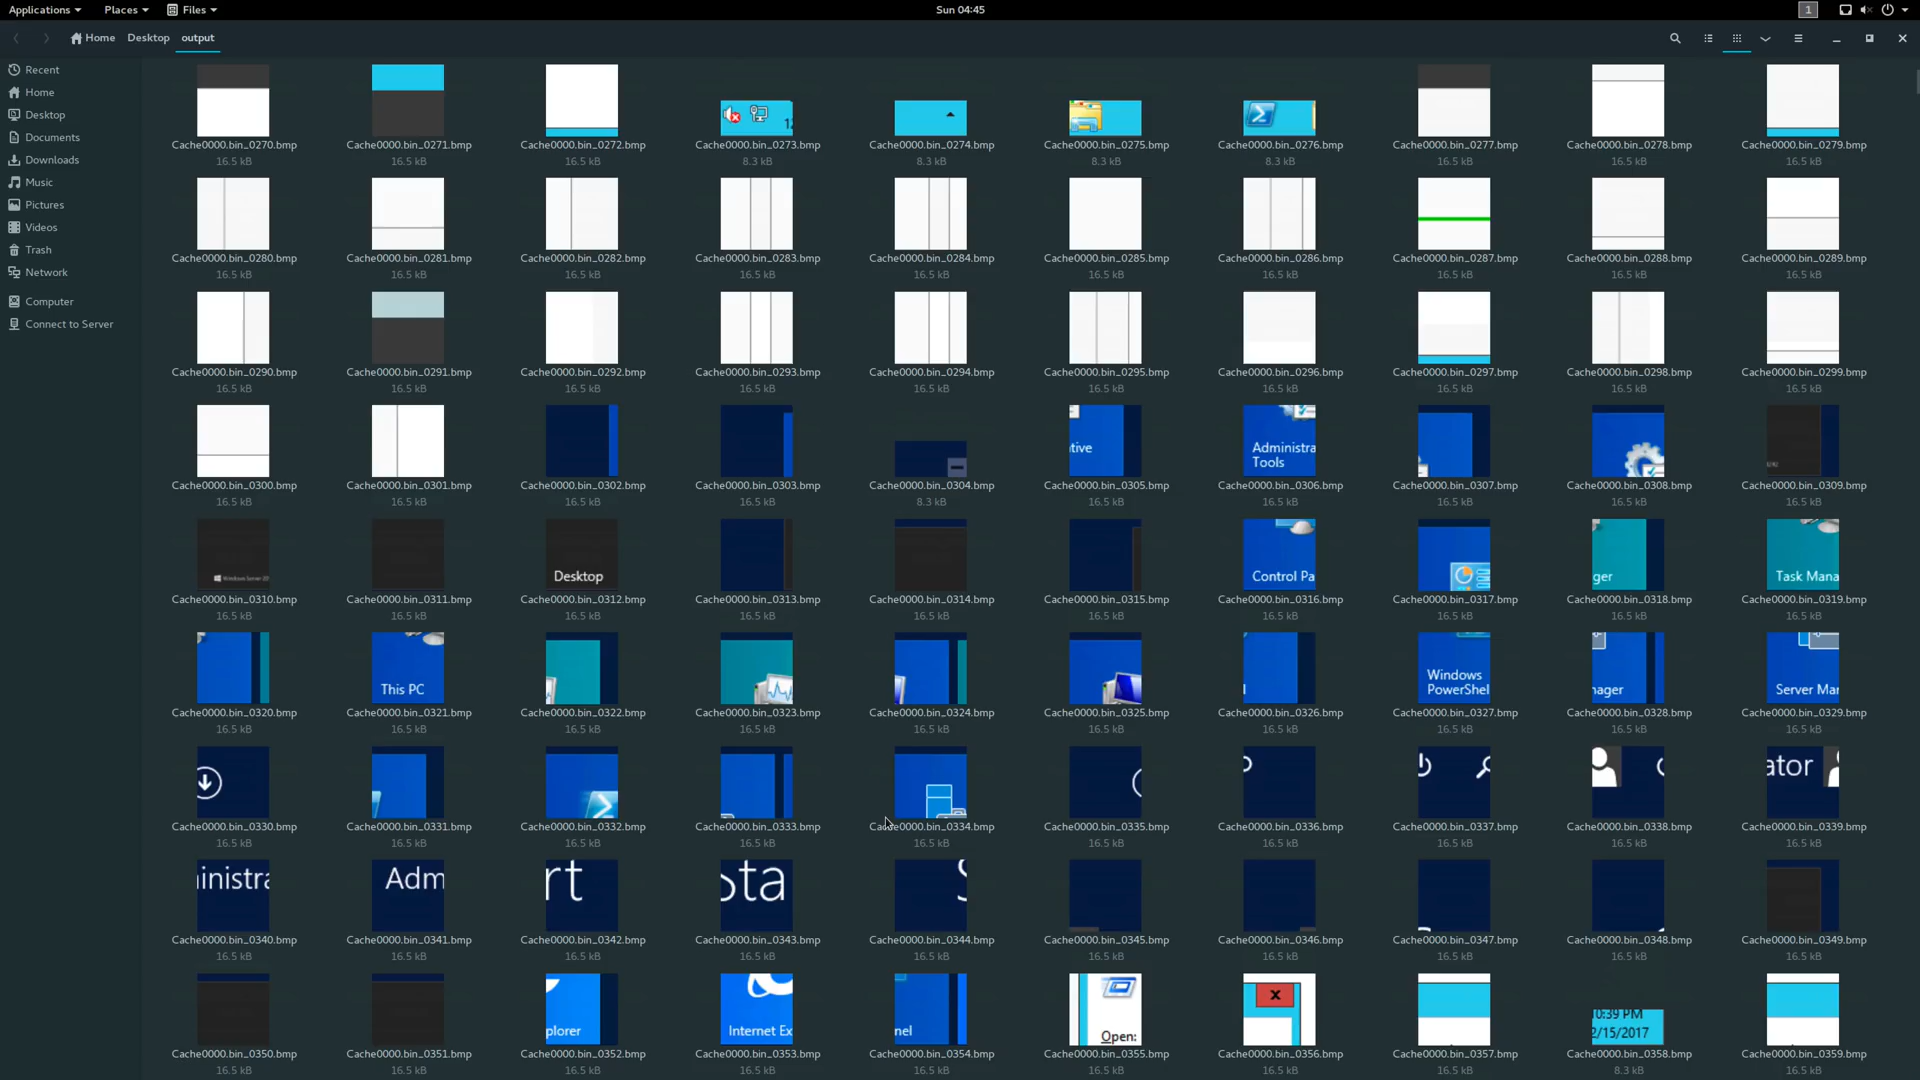 Applications Places Files Sun 04:45 1
Home Desktop output
Recent
Home
Desktop
Documents
Downloads
Music
Pictures
Videos
Trash
Network
Computer
Connect to Server
12
Cache0000.bin_0270.bmp Cache0000.bin_0271.bmp Cache0000.bin_0272.bmp Cache0000.bin_0273.bmp Cache0000.bin_0274.bmp Cache0000.bin_0275.bmp Cache0000.bin_0276.bmp Cache0000.bin_0277.bmp Cache0000.bin_0278.bmp Cache0000.bin_0279.bmp
16.5 kB 16.5 kB 16.5 kB 8.3 kB 8.3 kB 8.3 kB 8.3 kB 16.5 kB 16.5 kB 16.5 kB
Cache0000.bin_0280.bmp Cache0000.bin_0281.bmp Cache0000.bin_0282.bmp Cache0000.bin_0283.bmp Cache0000.bin_0284.bmp Cache0000.bin_0285.bmp Cache0000.bin_0286.bmp Cache0000.bin_0287.bmp Cache0000.bin_0288.bmp Cache0000.bin_0289.bmp
16.5 kB 16.5 kB 16.5 kB 16.5 kB 16.5 kB 16.5 kB 16.5 kB 16.5 kB 16.5 kB 16.5 kB
Cache0000.bin_0290.bmp Cache0000.bin_0291.bmp Cache0000.bin_0292.bmp Cache0000.bin_0293.bmp Cache0000.bin_0294.bmp Cache0000.bin_0295.bmp Cache0000.bin_0296.bmp Cache0000.bin_0297.bmp Cache0000.bin_0298.bmp Cache0000.bin_0299.bmp
16.5 kB 16.5 kB 16.5 kB 16.5 kB 16.5 kB 16.5 kB 16.5 kB 16.5 kB 16.5 kB 16.5 kB
tive Administra
Tools
Cache0000.bin_0300.bmp Cache0000.bin_0301.bmp Cache0000.bin_0302.bmp Cache0000.bin_0303.bmp Cache0000.bin_0304.bmp Cache0000.bin_0305.bmp Cache0000.bin_0306.bmp Cache0000.bin_0307.bmp Cache0000.bin_0308.bmp Cache0000.bin_0309.bmp
16.5 kB 16.5 kB 16.5 kB 16.5 kB 8.3 kB 16.5 kB 16.5 kB 16.5 kB 16.5 kB 16.5 kB
Windows Server 20 Desktop Control Pa ger Task Mana
Cache0000.bin_0310.bmp Cache0000.bin_0311.bmp Cache0000.bin_0312.bmp Cache0000.bin_0313.bmp Cache0000.bin_0314.bmp Cache0000.bin_0315.bmp Cache0000.bin_0316.bmp Cache0000.bin_0317.bmp Cache0000.bin_0318.bmp Cache0000.bin_0319.bmp
16.5 kB 16.5 kB 16.5 kB 16.5 kB 16.5 kB 16.5 kB 16.5 kB 16.5 kB 16.5 kB 16.5 kB
This PC l Windows
PowerShel nager Server Mar
Cache0000.bin_0320.bmp Cache0000.bin_0321.bmp Cache0000.bin_0322.bmp Cache0000.bin_0323.bmp Cache0000.bin_0324.bmp Cache0000.bin_0325.bmp Cache0000.bin_0326.bmp Cache0000.bin_0327.bmp Cache0000.bin_0328.bmp Cache0000.bin_0329.bmp
16.5 kB 16.5 kB 16.5 kB 16.5 kB 16.5 kB 16.5 kB 16.5 kB 16.5 kB 16.5 kB 16.5 kB
ator
Cache0000.bin_0330.bmp Cache0000.bin_0331.bmp Cache0000.bin_0332.bmp Cache0000.bin_0333.bmp Cache0000.bin_0334.bmp Cache0000.bin_0335.bmp Cache0000.bin_0336.bmp Cache0000.bin_0337.bmp Cache0000.bin_0338.bmp Cache0000.bin_0339.bmp
16.5 kB 16.5 kB 16.5 kB 16.5 kB 16.5 kB 16.5 kB 16.5 kB 16.5 kB 16.5 kB 16.5 kB
inistra Adm rt Sta S
Cache0000.bin_0340.bmp Cache0000.bin_0341.bmp Cache0000.bin_0342.bmp Cache0000.bin_0343.bmp Cache0000.bin_0344.bmp Cache0000.bin_0345.bmp Cache0000.bin_0346.bmp Cache0000.bin_0347.bmp Cache0000.bin_0348.bmp Cache0000.bin_0349.bmp
16.5 kB 16.5 kB 16.5 kB 16.5 kB 16.5 kB 16.5 kB 16.5 kB 16.5 kB 16.5 kB 16.5 kB
plorer Internet Ex nel Open: x 10:39 PM
2/15/2017
Cache0000.bin_0350.bmp Cache0000.bin_0351.bmp Cache0000.bin_0352.bmp Cache0000.bin_0353.bmp Cache0000.bin_0354.bmp Cache0000.bin_0355.bmp Cache0000.bin_0356.bmp Cache0000.bin_0357.bmp Cache0000.bin_0358.bmp Cache0000.bin_0359.bmp
16.5 kB 16.5 kB 16.5 kB 16.5 kB 16.5 kB 16.5 kB 16.5 kB 16.5 kB 8.3 kB 16.5 kB